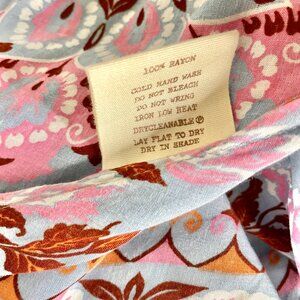 100% RAYON
COLD HAND WASH
DO NOT BLEACH
DO NOT WRING
IRON LOW HEAT
DRYCLEANABLE Ⓟ
LAY FLAT TO DRY
DRY IN SHADE